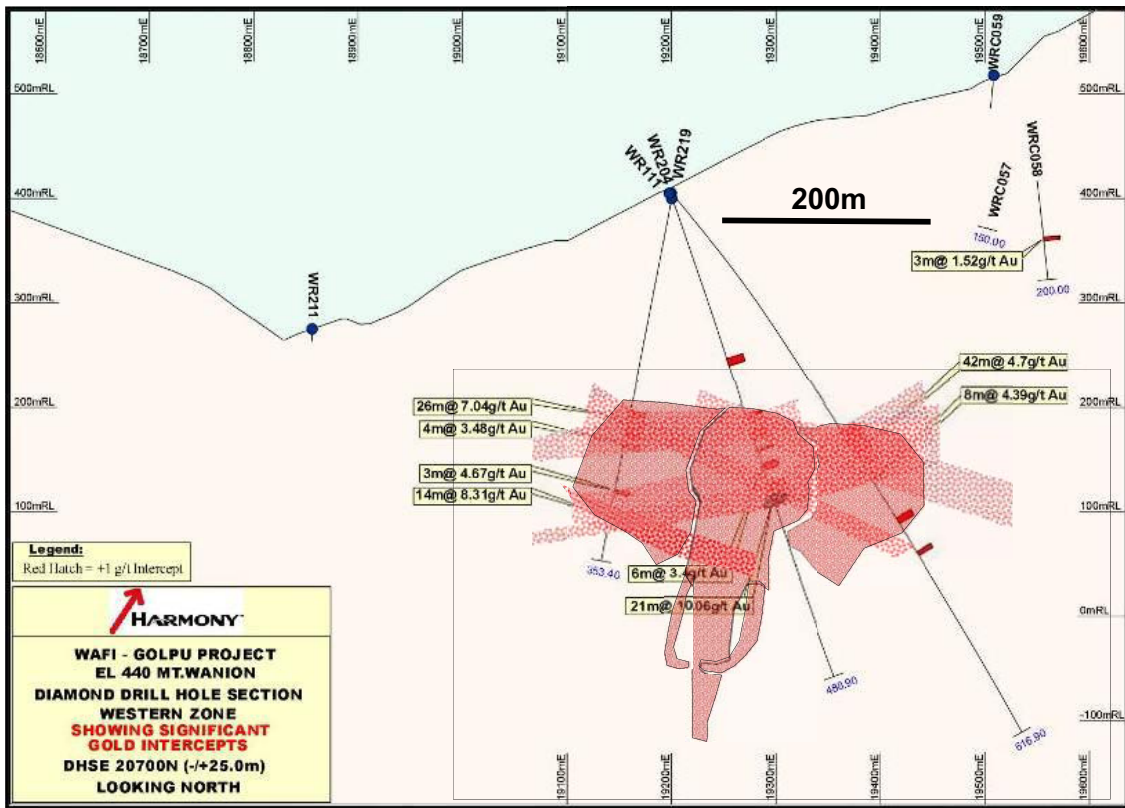 18600mE
18700mE
18800mE
18900mE
19000mE
19100mE
19200mE
19300mE
19400mE
19500mE
19600mE
WRC059
500mRL
500mRL
WR111
WR204
WR219
WRC058
WRC057
400mRL
400mRL
200m
150.00
3m@ 1.52g/t Au
200.00
WR211
300mRL
300mRL
42m@ 4.7g/t Au
8m@ 4.39g/t Au
200mRL
200mRL
26m@ 7.04g/t Au
4m@ 3.48g/t Au
3m@ 4.67g/t Au
14m@ 8.31g/t Au
100mRL
100mRL
353.40
6m@ 3.4g/t Au
21m@ 10.06g/t Au
0mRL
Legend:
Red Hatch = +1 g/t Intercept
HARMONY
WAFI - GOLPU PROJECT
EL 440 MT.WANION
DIAMOND DRILL HOLE SECTION
WESTERN ZONE
SHOWING SIGNIFICANT
GOLD INTERCEPTS
DHSE 20700N (-/+25.0m)
LOOKING NORTH
616.90
-100mRL
19100mE
19200mE
19300mE
19400mE
19500mE
19600mE